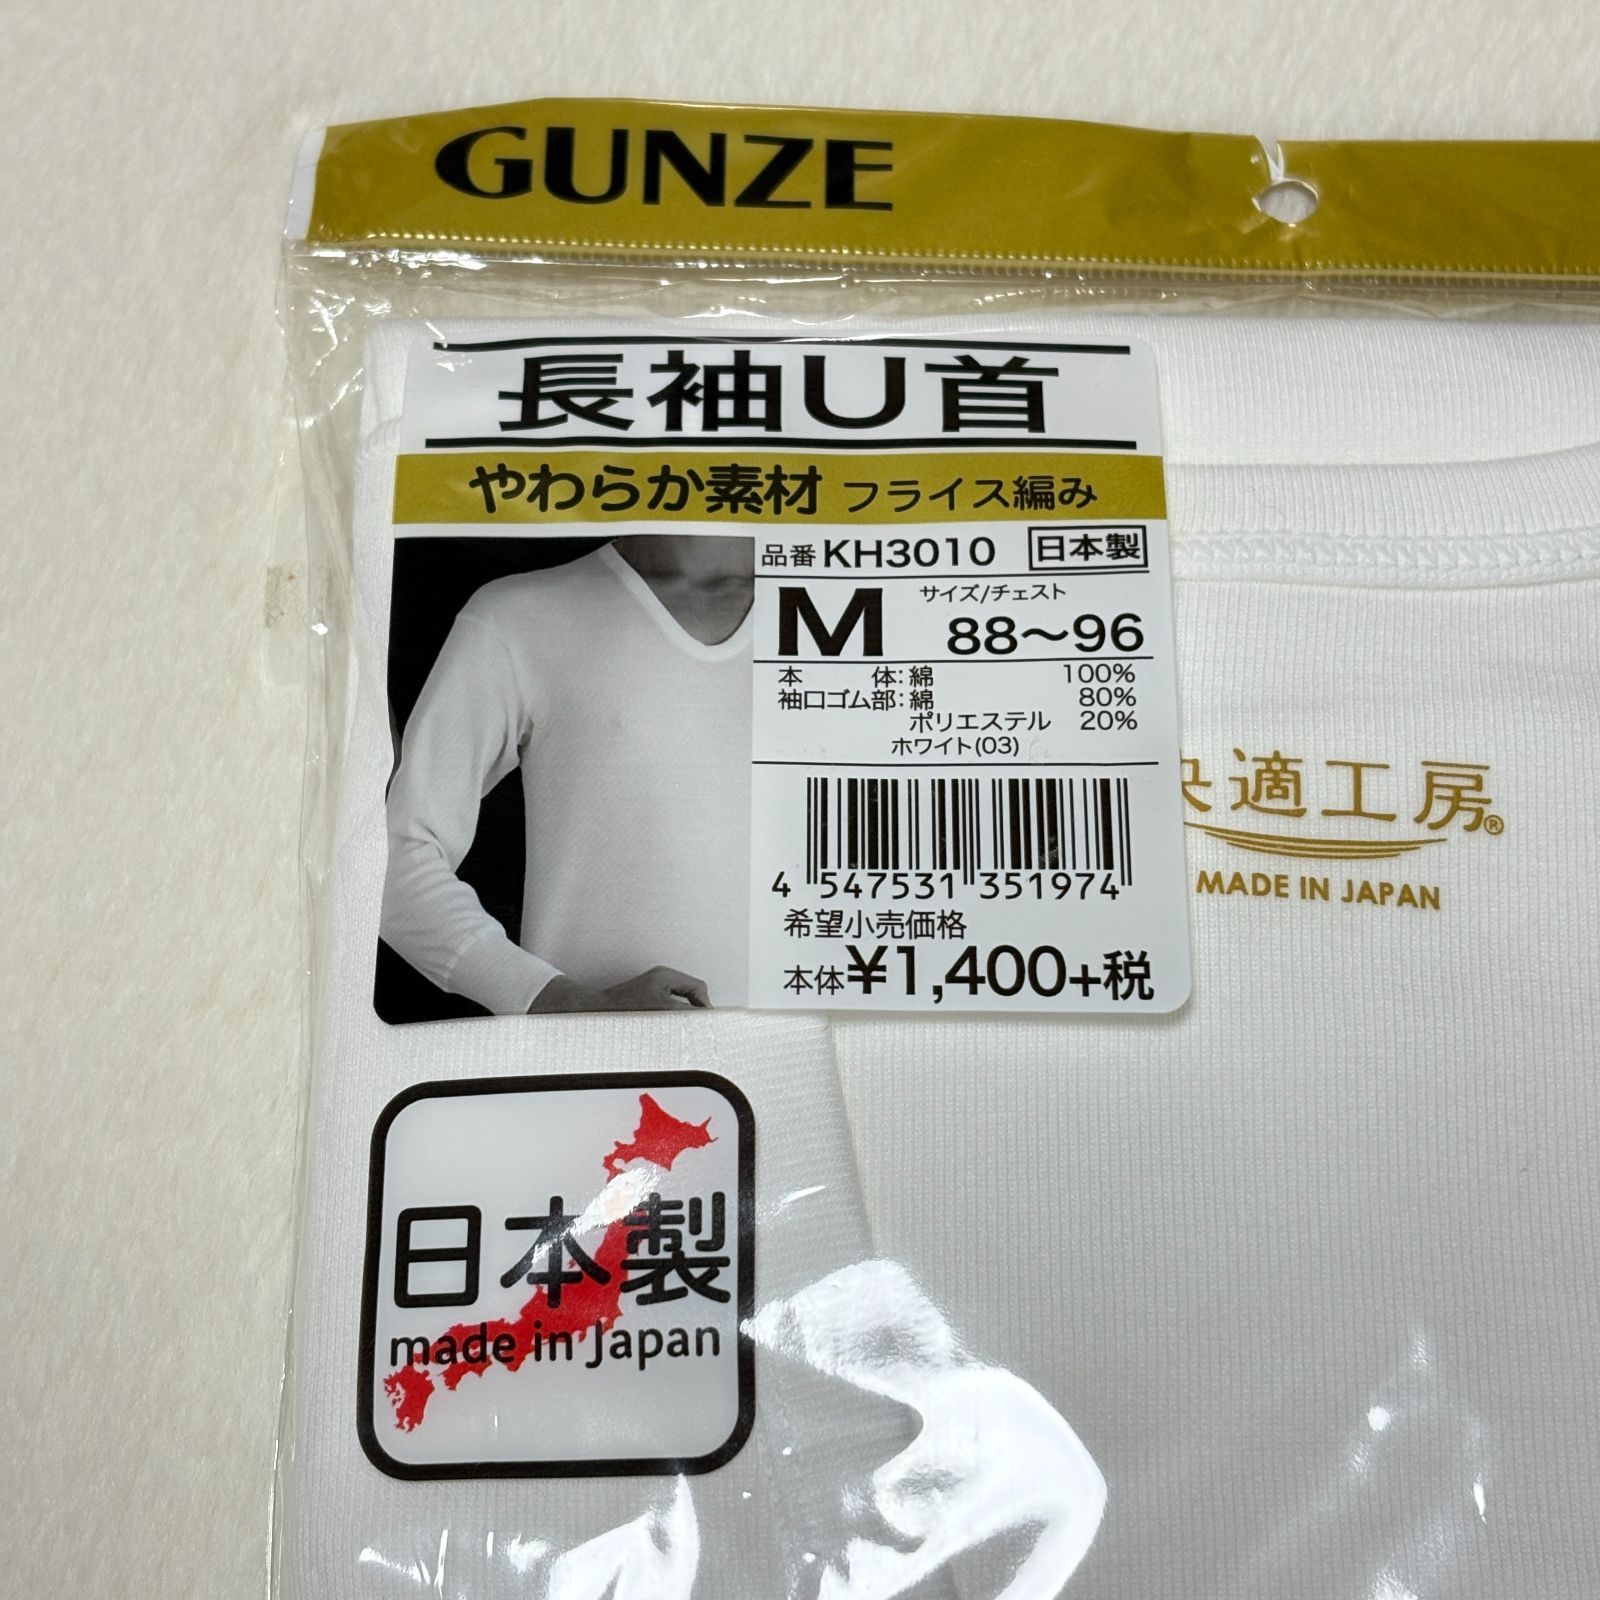 GUNZE
長袖U首
やわらか素材 フライス編み
品番 KH3010 日本製
M サイズ/チェスト
88～96
本体：綿 100%
袖口ゴム部：綿 80%
ポリエステル 20%
ホワイト(03)
4 547531 351974
希望小売価格
本体¥1,400+税
適工房®
MADE IN JAPAN
日本製
made in Japan